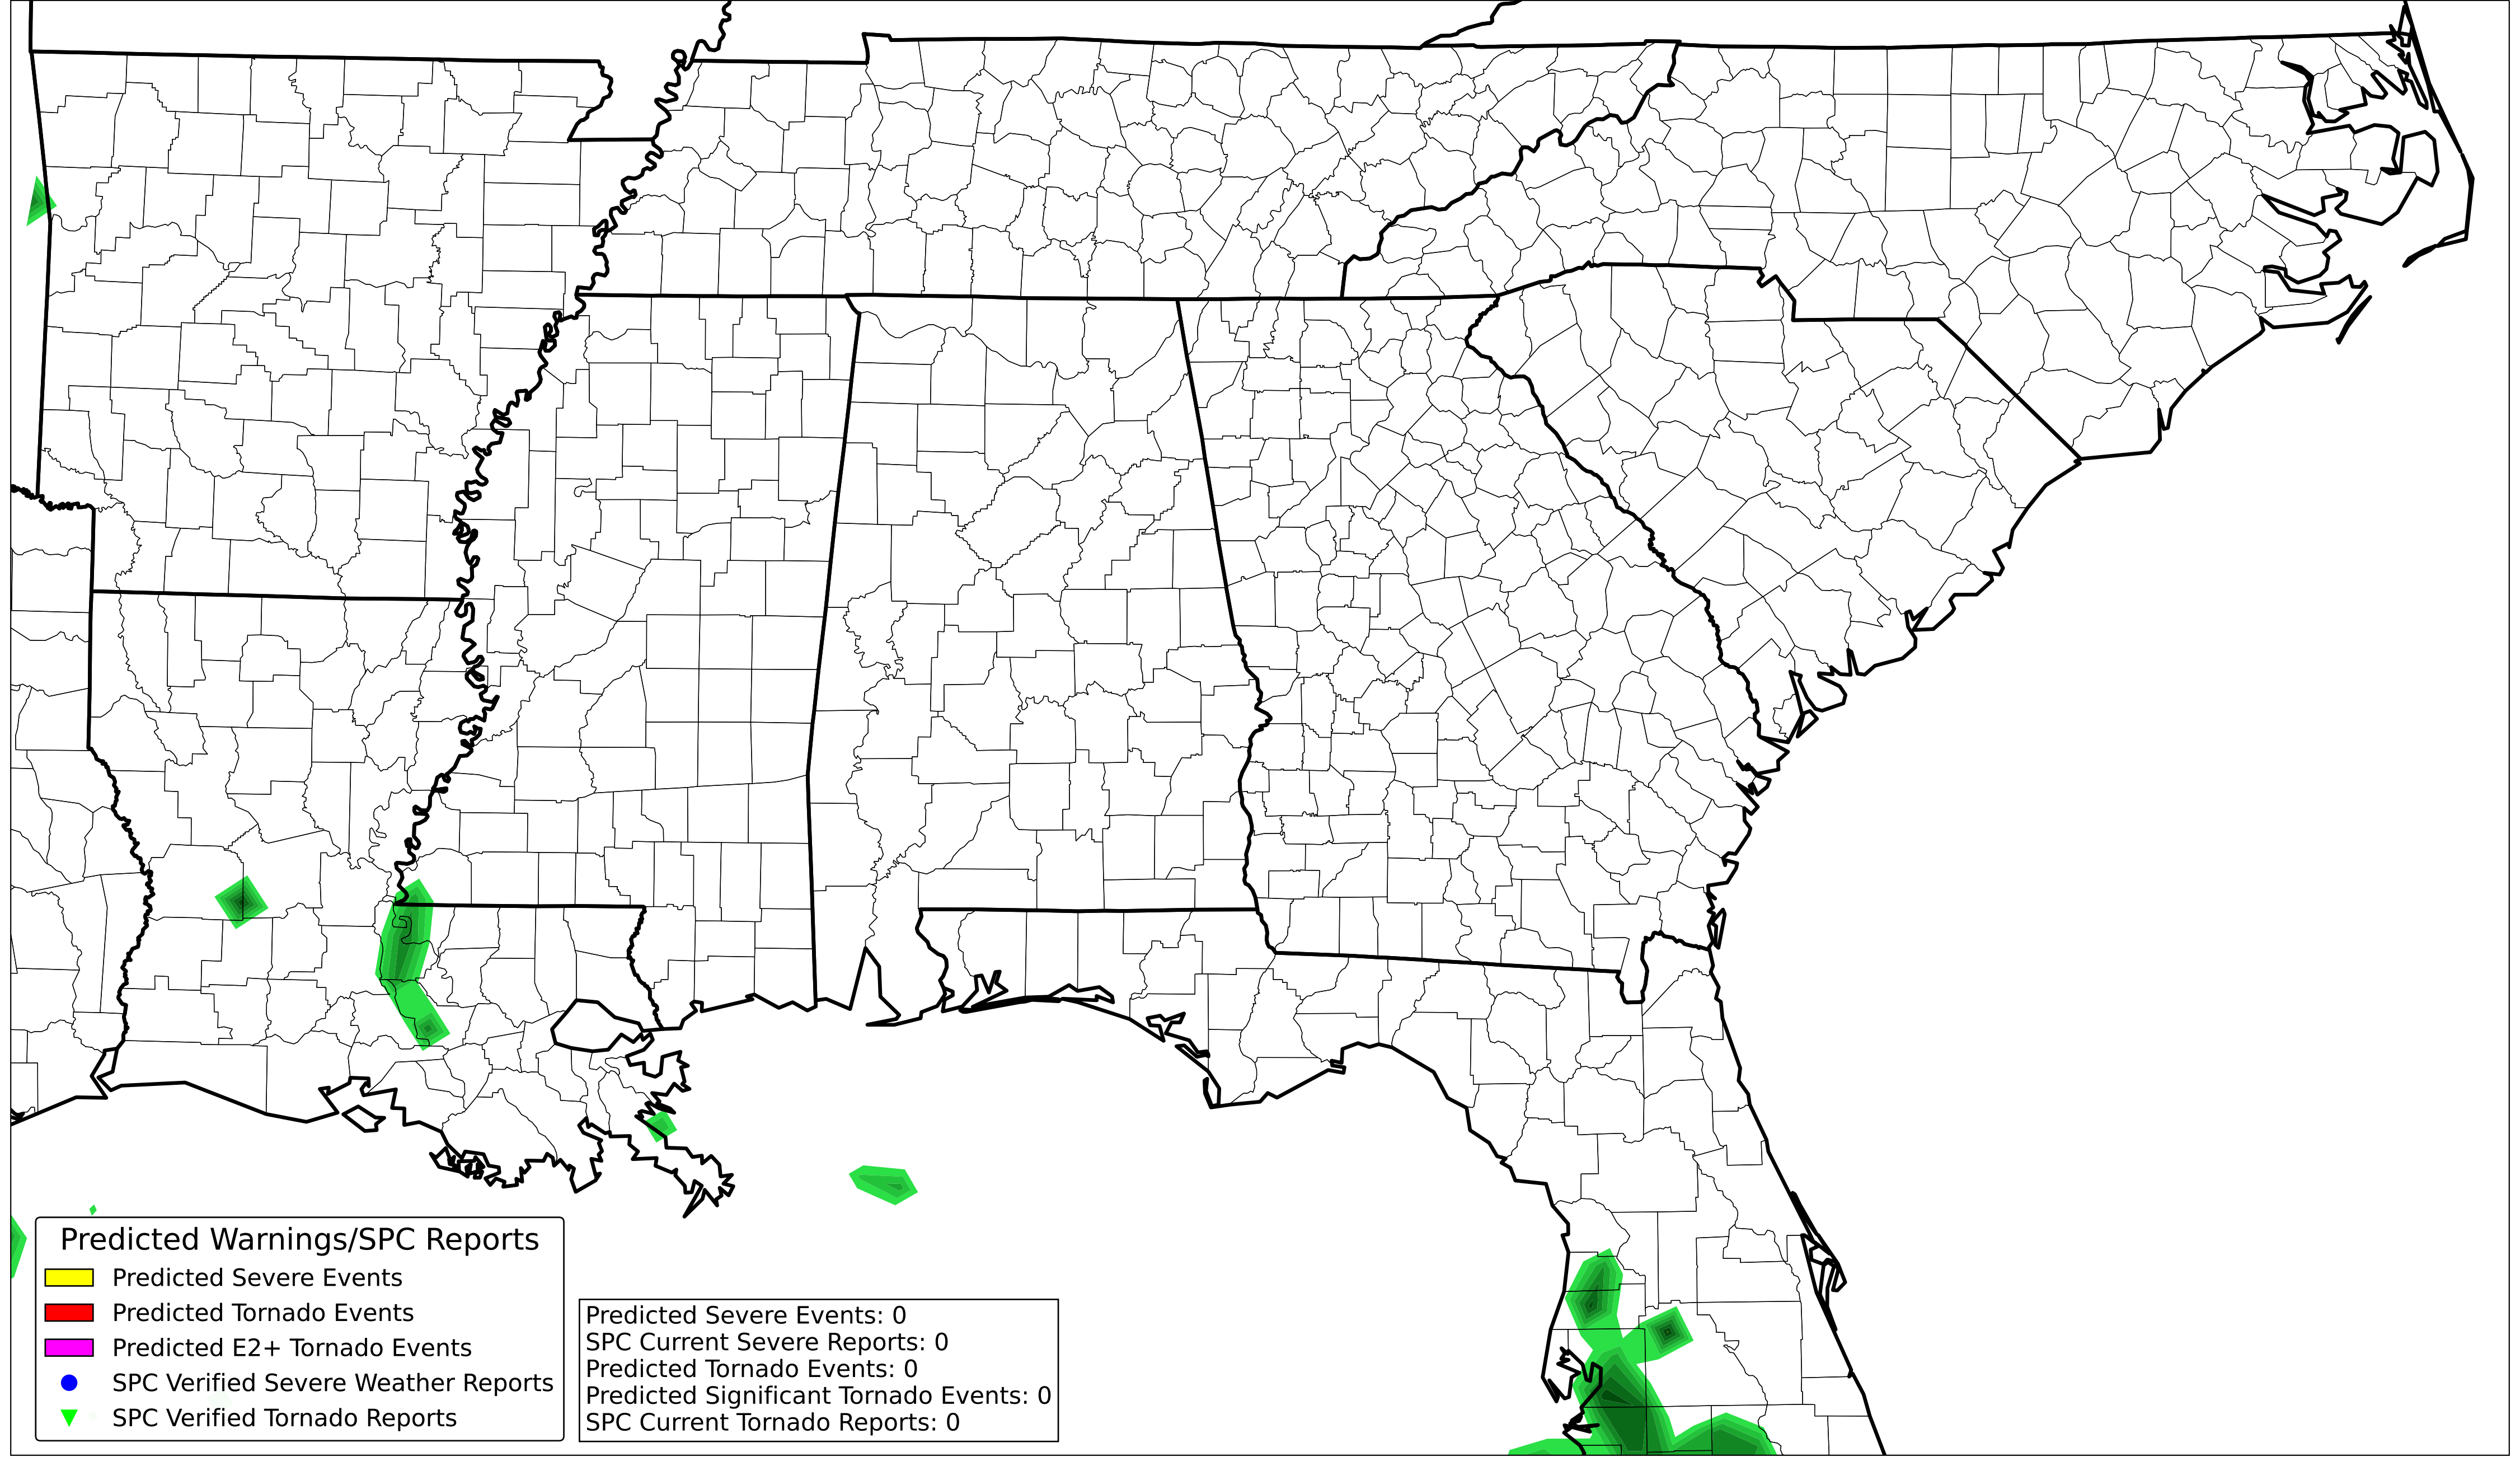 Predicted Warnings/SPC Reports
Predicted Severe Events
Predicted Tornado Events
Predicted E2+ Tornado Events
SPC Verified Severe Weather Reports
SPC Verified Tornado Reports
Predicted Severe Events: 0
SPC Current Severe Reports: 0
Predicted Tornado Events: 0
Predicted Significant Tornado Events: 0
SPC Current Tornado Reports: 0